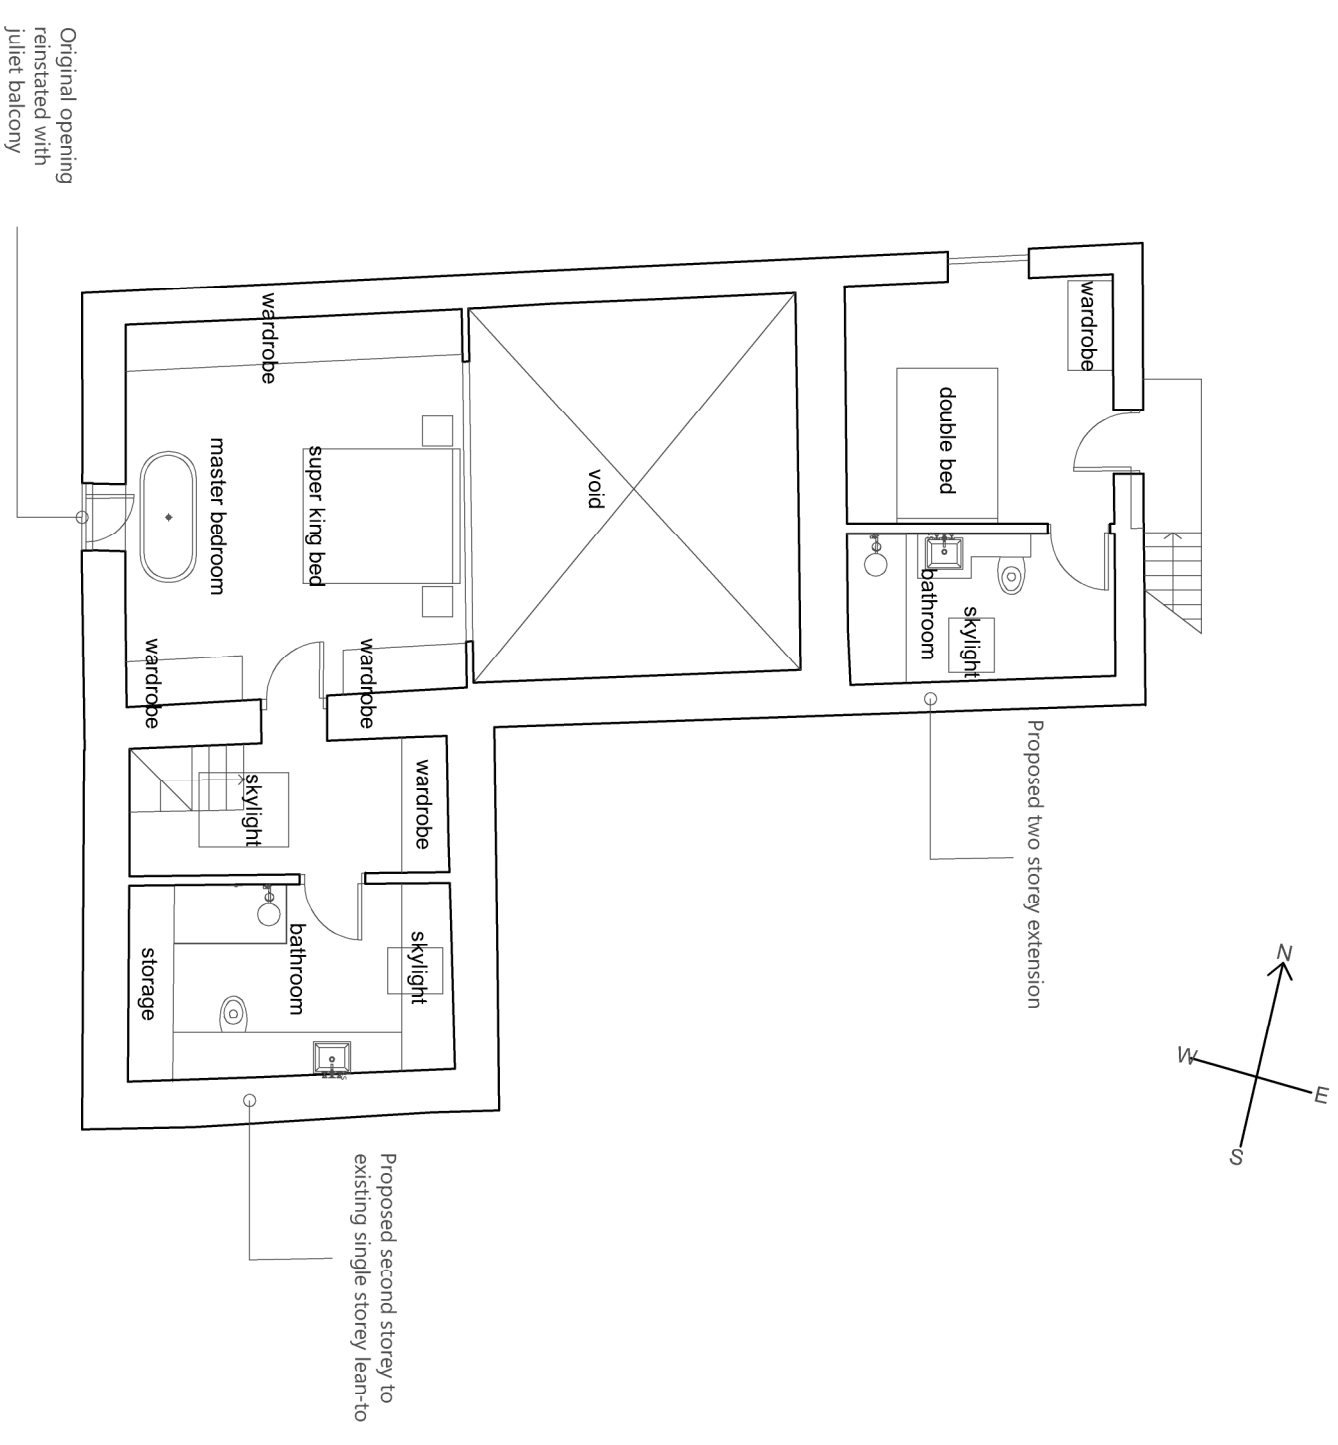 Original opening
reinstated with
juliet balcony
wardrobe
master bedroom
super king bed
void
wardrobe
double bed
bathroom
skylight
wardrobe
wardrobe
skylight
wardrobe
storage
bathroom
skylight
Proposed two storey extension
Proposed second storey to
existing single storey lean-to
N
W
E
S